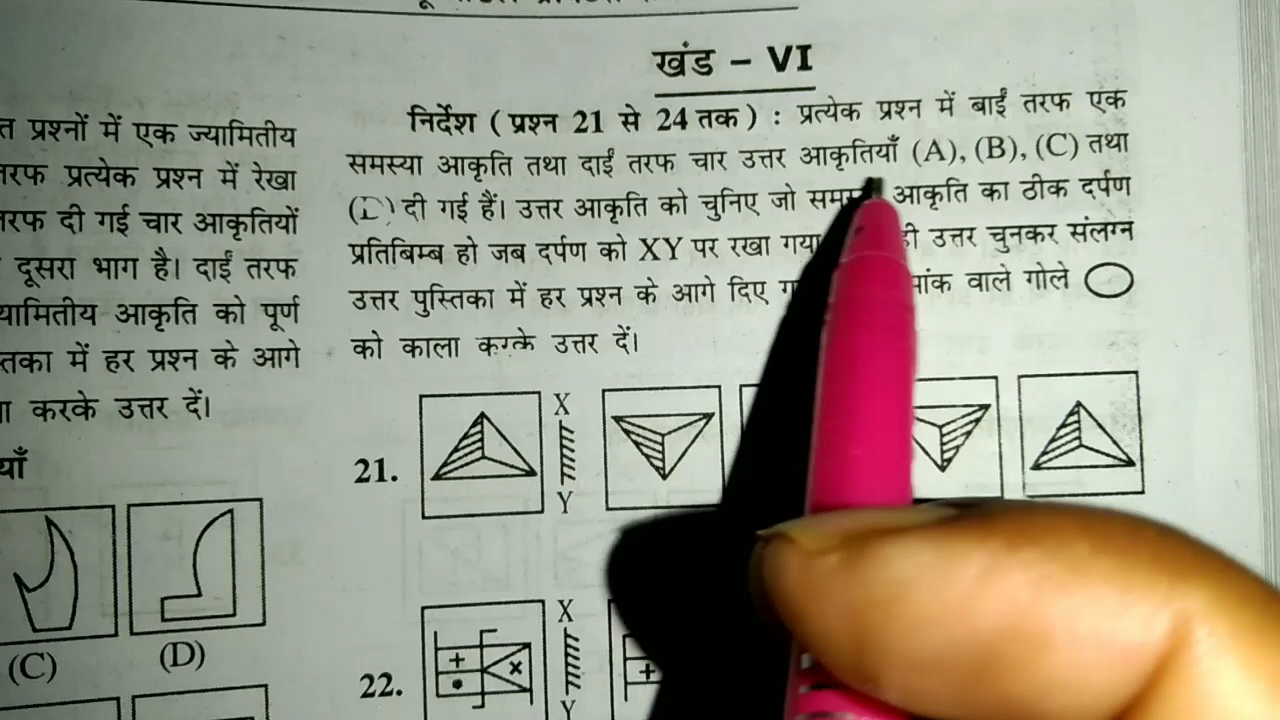 खंड – VI
त प्रश्नों में एक ज्यामितीय
तरफ प्रत्येक प्रश्न में रेखा
तरफ दी गई चार आकृतियों
दूसरा भाग है। दाईं तरफ
यामितीय आकृति को पूर्ण
तका में हर प्रश्न के आगे
करके उत्तर दें।
याँ
(C) (D)
निर्देश ( प्रश्न 21 से 24 तक ) : प्रत्येक प्रश्न में बाईं तरफ एक
समस्या आकृति तथा दाईं तरफ चार उत्तर आकृतियाँ (A), (B), (C) तथा
(D) दी गई हैं। उत्तर आकृति को चुनिए जो आकृति का ठीक दर्पण
प्रतिबिम्ब हो जब दर्पण को XY पर रखा गया उत्तर चुनकर संलग्न
उत्तर पुस्तिका में हर प्रश्न के आगे दिए वाले गोले
को काला करके उत्तर दें।
21. X Y
22. X Y